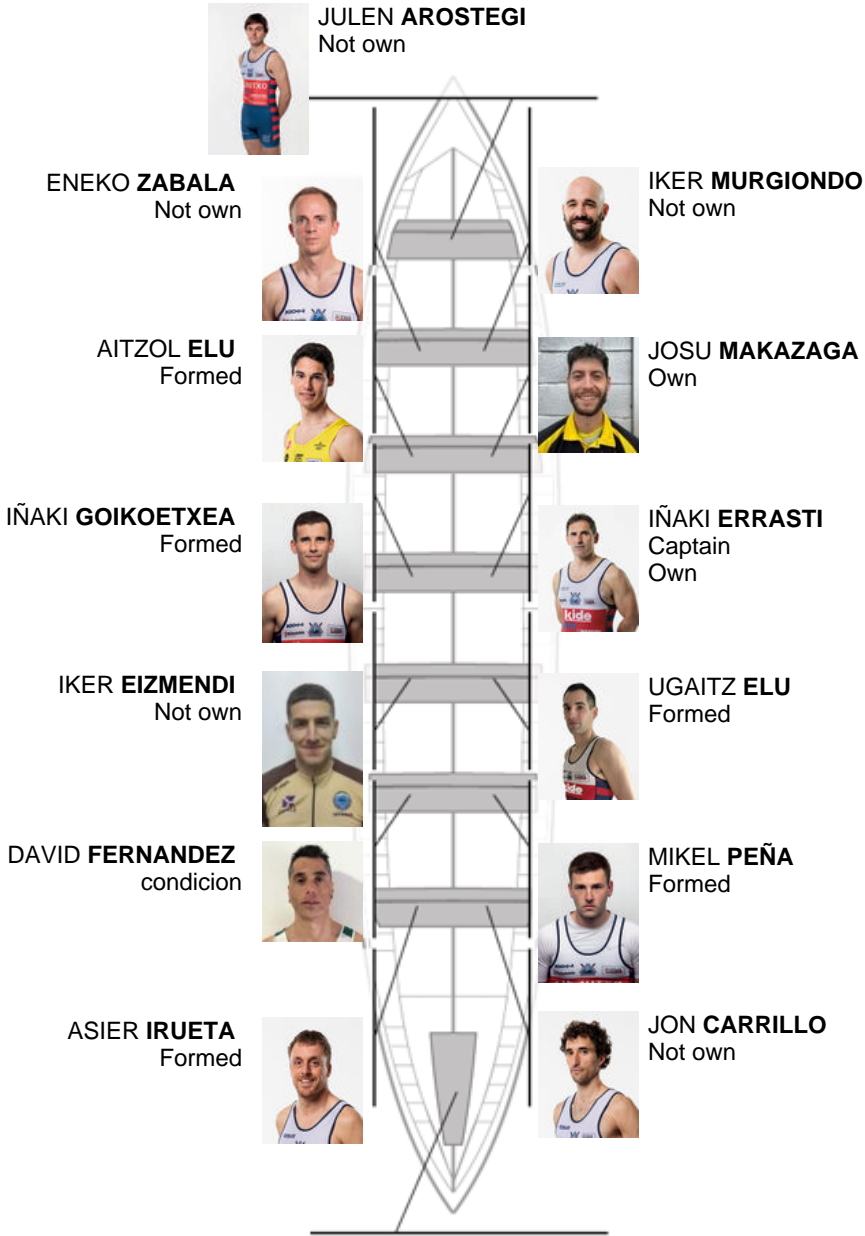 JULEN AROSTEGI
Not own
ENEKO ZABALA
Not own
IKER MURGIONDO
Not own
AITZOL ELU
Formed
JOSU MAKAZAGA
Own
IÑAKI GOIKOETXEA
Formed
IÑAKI ERRASTI
Captain
Own
kide
IKER EIZMENDI
Not own
UGAITZ ELU
Formed
kide
DAVID FERNANDEZ
condicion
MIKEL PEÑA
Formed
ASIER IRUETA
Formed
JON CARRILLO
Not own